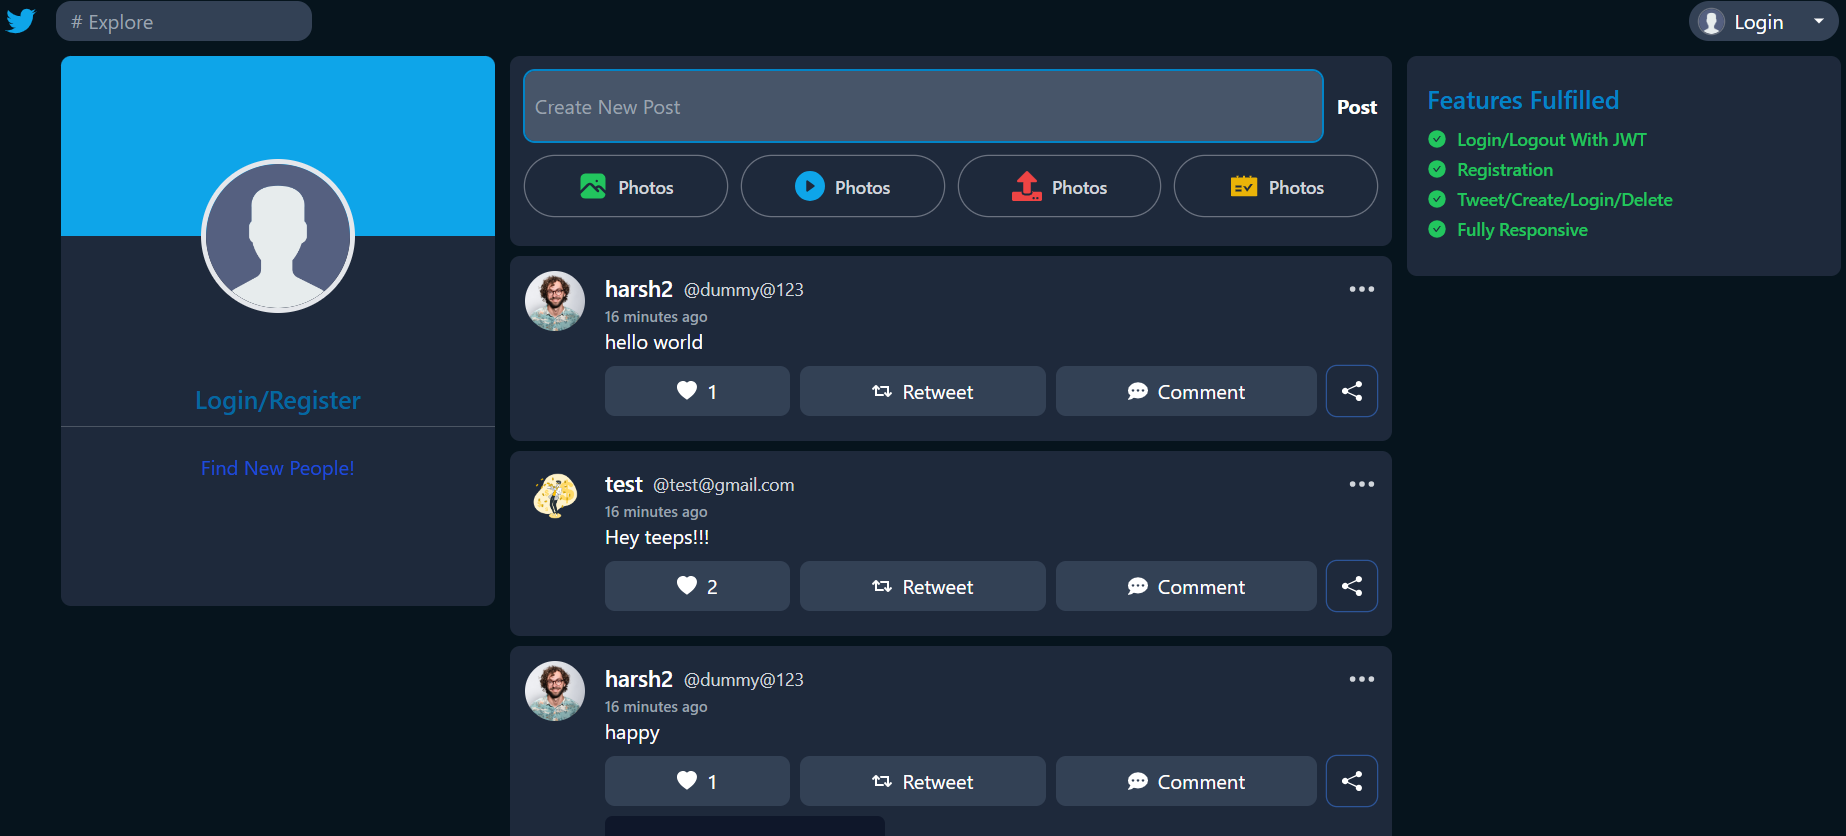 # Explore
Login
Login/Register
Find New People!
Create New Post
Post
Photos
Photos
Photos
Photos
harsh2 @dummy@123
16 minutes ago
hello world
1
Retweet
Comment
test @test@gmail.com
16 minutes ago
Hey teeps!!!
2
Retweet
Comment
harsh2 @dummy@123
16 minutes ago
happy
1
Retweet
Comment
Features Fulfilled
Login/Logout With JWT
Registration
Tweet/Create/Login/Delete
Fully Responsive